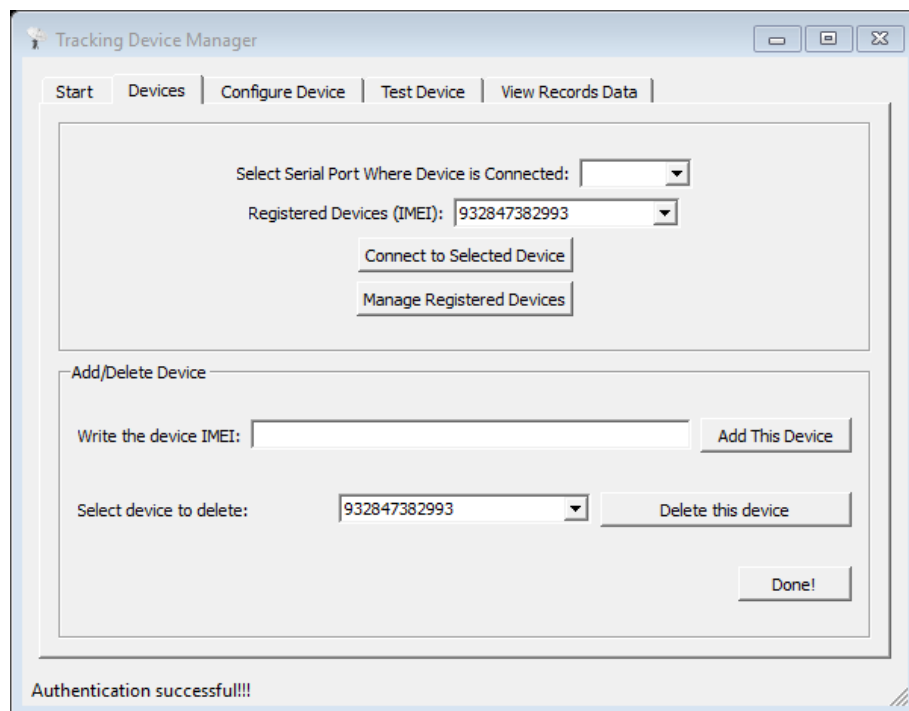 Tracking Device Manager
Start Devices Configure Device Test Device View Records Data
Select Serial Port Where Device is Connected:
Registered Devices (IMEI): 932847382993
Connect to Selected Device
Manage Registered Devices
Add/Delete Device
Write the device IMEI: Add This Device
Select device to delete: 932847382993 Delete this device
Done!
Authentication successful!!!